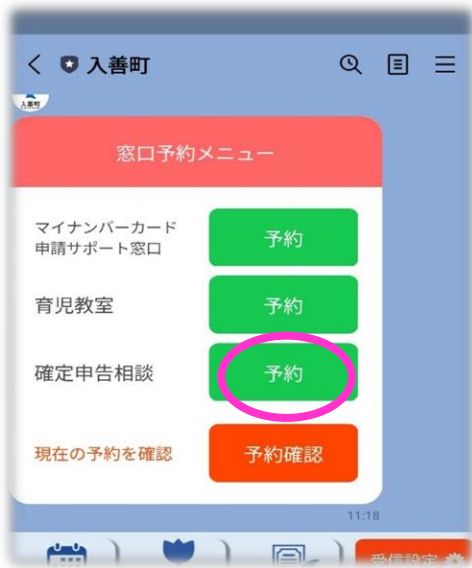 入善町
入善町
窓口予約メニュー
マイナンバーカード
申請サポート窓口
予約
育児教室
予約
確定申告相談
予約
現在の予約を確認
予約確認
11:18
受信設定